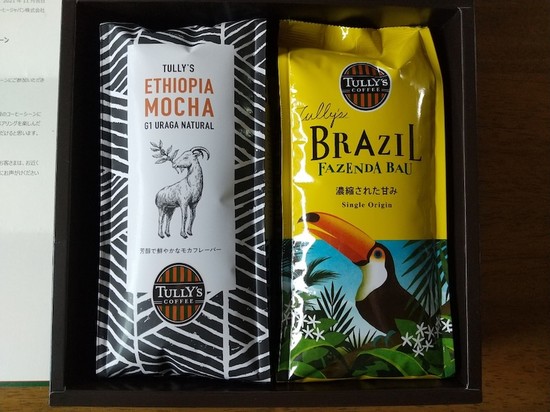 TULLY'S
ETHIOPIA
MOCHA
G1 URAGA NATURAL
芳醇で鮮やかなモカフレーバー
TULLY'S
COFFEE
TULLY'S
COFFEE
Tully's
BRAZIL
FAZENDA BAU
濃縮された甘み
Single Origin